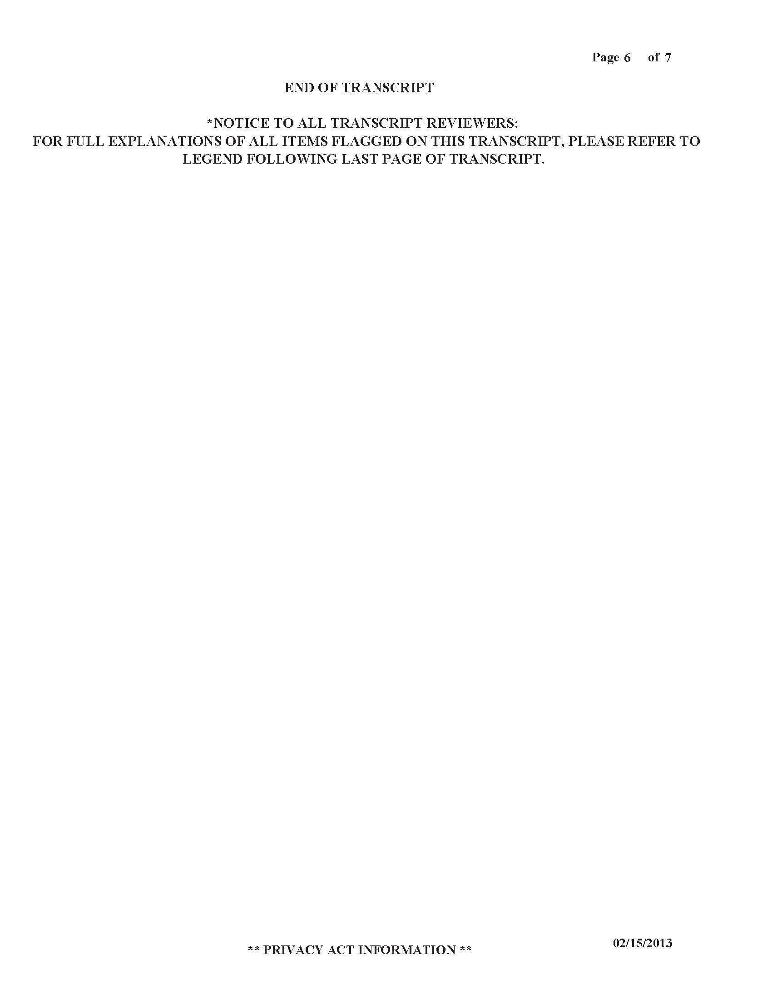 Page 6 of 7
END OF TRANSCRIPT
*NOTICE TO ALL TRANSCRIPT REVIEWERS:
FOR FULL EXPLANATIONS OF ALL ITEMS FLAGGED ON THIS TRANSCRIPT, PLEASE REFER TO
LEGEND FOLLOWING LAST PAGE OF TRANSCRIPT.
02/15/2013
** PRIVACY ACT INFORMATION **